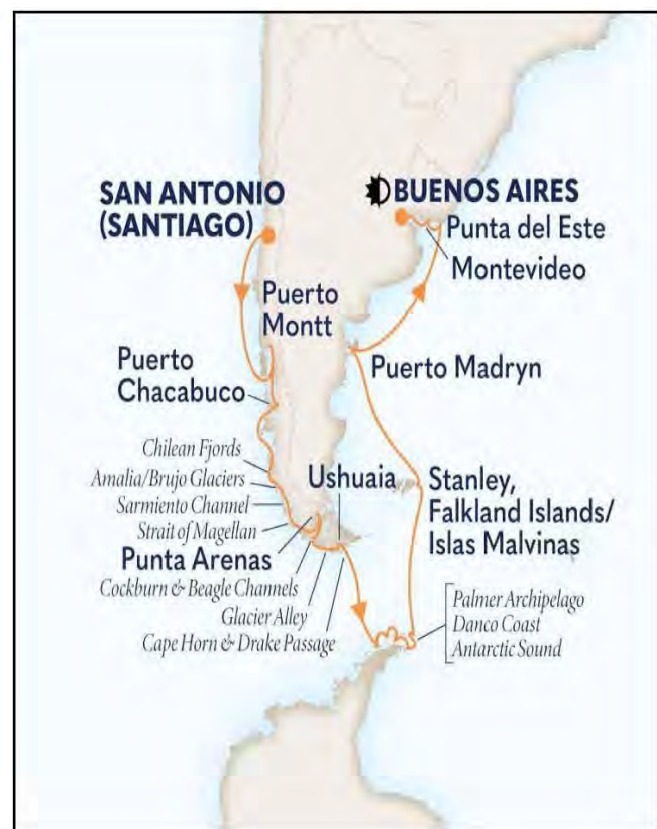 SAN ANTONIO
(SANTIAGO)
BUENOS AIRES
Punta del Este
Montevideo
Puerto
Montt
Puerto
Chacabuco
Puerto Madryn
Chilean Fjords
Amalia/Brujo Glaciers
Sarmiento Channel
Strait of Magellan
Ushuaia
Stanley,
Falkland Islands/
Islas Malvinas
Punta Arenas
Cockburn & Beagle Channels
Glacier Alley
Cape Horn & Drake Passage
Palmer Archipelago
Danco Coast
Antarctic Sound